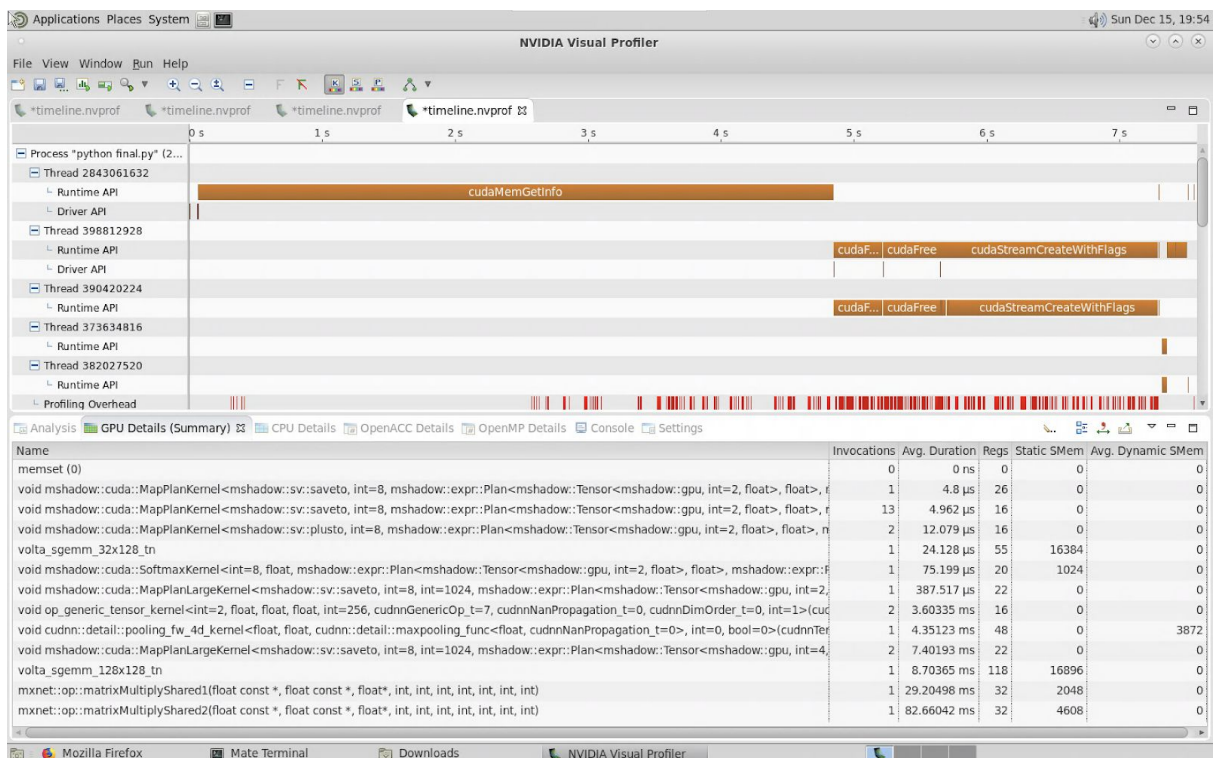 Applications Places System Sun Dec 15, 19:54
NVIDIA Visual Profiler
File View Window Run Help
*timeline.nvprof *timeline.nvprof *timeline.nvprof *timeline.nvprof
0 s 1 s 2 s 3 s 4 s 5 s 6 s 7 s
Process "python final.py" (2...
Thread 2843061632
Runtime API cudaMemGetInfo
Driver API
Thread 398812928
Runtime API cudaF... cudaFree cudaStreamCreateWithFlags
Driver API
Thread 390420224
Runtime API cudaF... cudaFree cudaStreamCreateWithFlags
Thread 373634816
Runtime API
Thread 382027520
Runtime API
Profiling Overhead
Analysis GPU Details (Summary) CPU Details OpenACC Details OpenMP Details Console Settings
Name Invocations Avg. Duration Regs Static SMem Avg. Dynamic SMem
memset (0) 0 0 ns 0 0 0
void mshadow::cuda::MapPlanKernel<mshadow::sv::saveto, int=8, mshadow::expr::Plan<mshadow::Tensor<mshadow::gpu, int=2, float>, float>, r 1 4.8 µs 26 0 0
void mshadow::cuda::MapPlanKernel<mshadow::sv::saveto, int=8, mshadow::expr::Plan<mshadow::Tensor<mshadow::gpu, int=2, float>, float>, r 13 4.962 µs 16 0 0
void mshadow::cuda::MapPlanKernel<mshadow::sv::plusto, int=8, mshadow::expr::Plan<mshadow::Tensor<mshadow::gpu, int=2, float>, float>, n 2 12.079 µs 16 0 0
volta_sgemm_32x128_tn 1 24.128 µs 55 16384 0
void mshadow::cuda::SoftmaxKernel<int=8, float, mshadow::expr::Plan<mshadow::Tensor<mshadow::gpu, int=2, float>, float>, mshadow::expr::F 1 75.199 µs 20 1024 0
void mshadow::cuda::MapPlanLargeKernel<mshadow::sv::saveto, int=8, int=1024, mshadow::expr::Plan<mshadow::Tensor<mshadow::gpu, int=2, 1 387.517 µs 22 0 0
void op_generic_tensor_kernel<int=2, float, float, float, int=256, cudnnGenericOp_t=7, cudnnNanPropagation_t=0, cudnnDimOrder_t=0, int=1>(cud 2 3.60335 ms 16 0 0
void cudnn::detail::pooling_fw_4d_kernel<float, float, cudnn::detail::maxpooling_func<float, cudnnNanPropagation_t=0>, int=0, bool=0>(cudnnTer 1 4.35123 ms 48 0 3872
void mshadow::cuda::MapPlanLargeKernel<mshadow::sv::saveto, int=8, int=1024, mshadow::expr::Plan<mshadow::Tensor<mshadow::gpu, int=4, 2 7.40193 ms 22 0 0
volta_sgemm_128x128_tn 1 8.70365 ms 118 16896 0
mxnet::op::matrixMultiplyShared1(float const *, float const *, float*, int, int, int, int, int, int) 1 29.20498 ms 32 2048 0
mxnet::op::matrixMultiplyShared2(float const *, float const *, float*, int, int, int, int, int, int) 1 82.66042 ms 32 4608 0
Mozilla Firefox Mate Terminal Downloads NVIDIA Visual Profiler